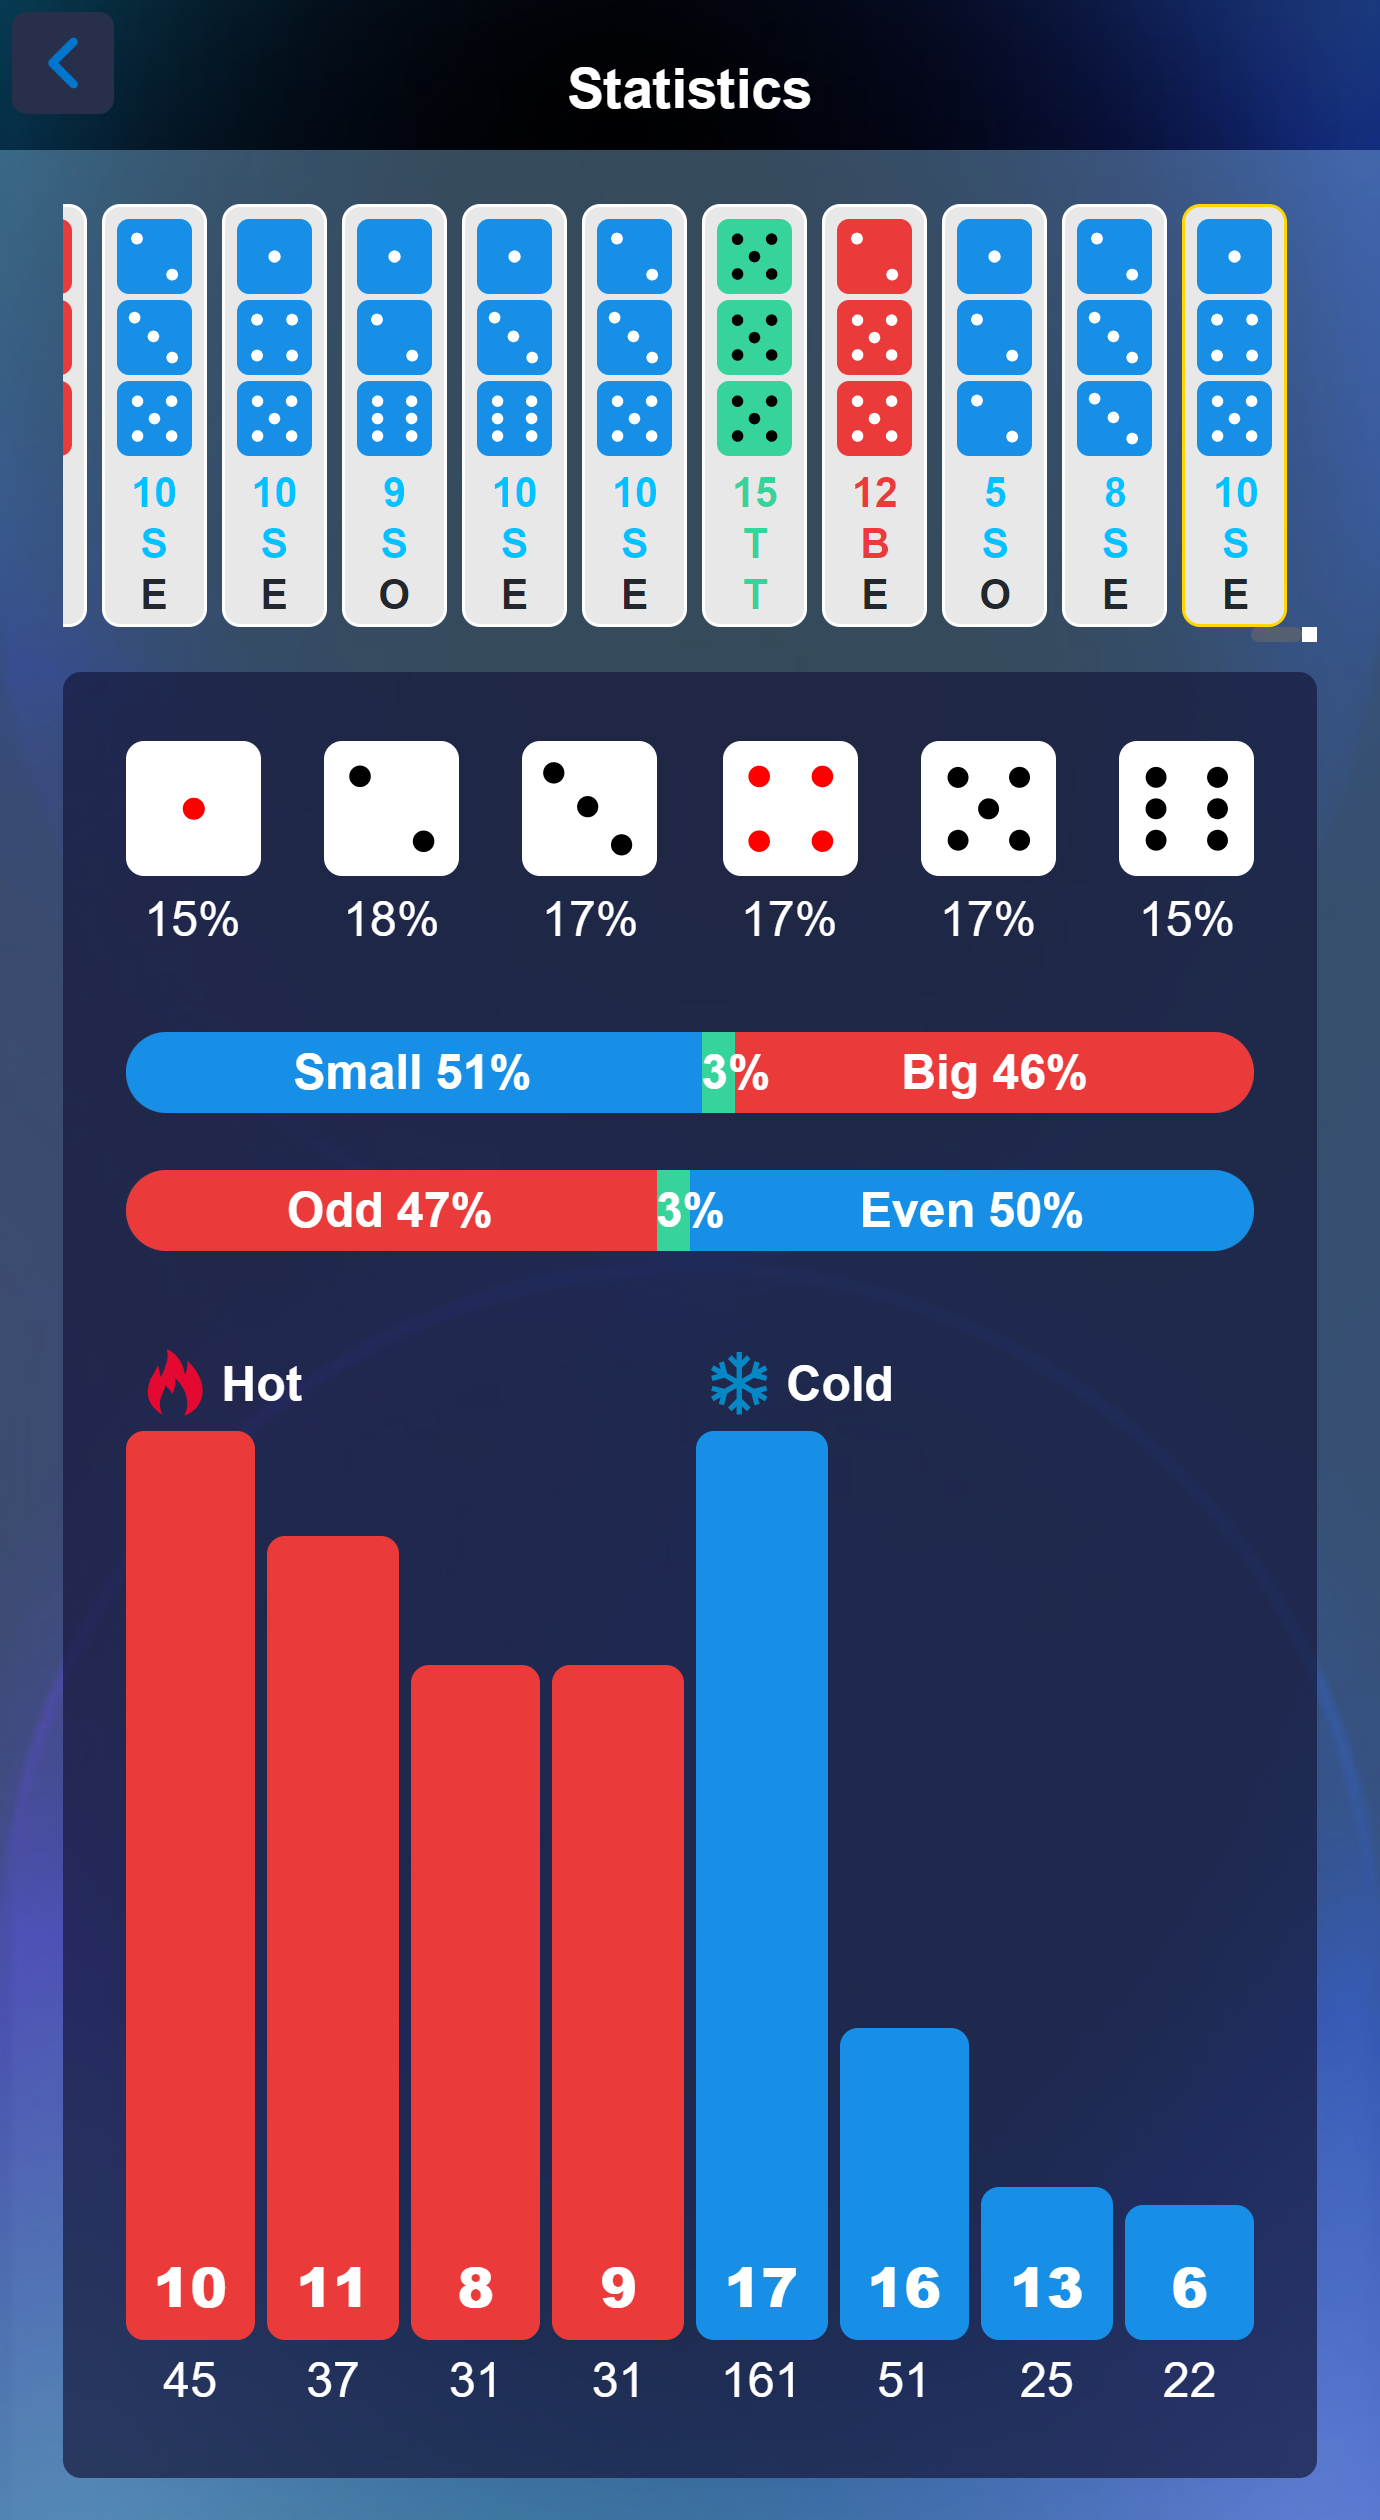 Statistics
10 10 9 10 10 15 12 5 8 10
S S S S S T B S S S
E E O E E T E O E E
15% 18% 17% 17% 17% 15%
Small 51% 3% Big 46%
Odd 47% 3% Even 50%
Hot Cold
10 11 8 9 17 16 13 6
45 37 31 31 161 51 25 22